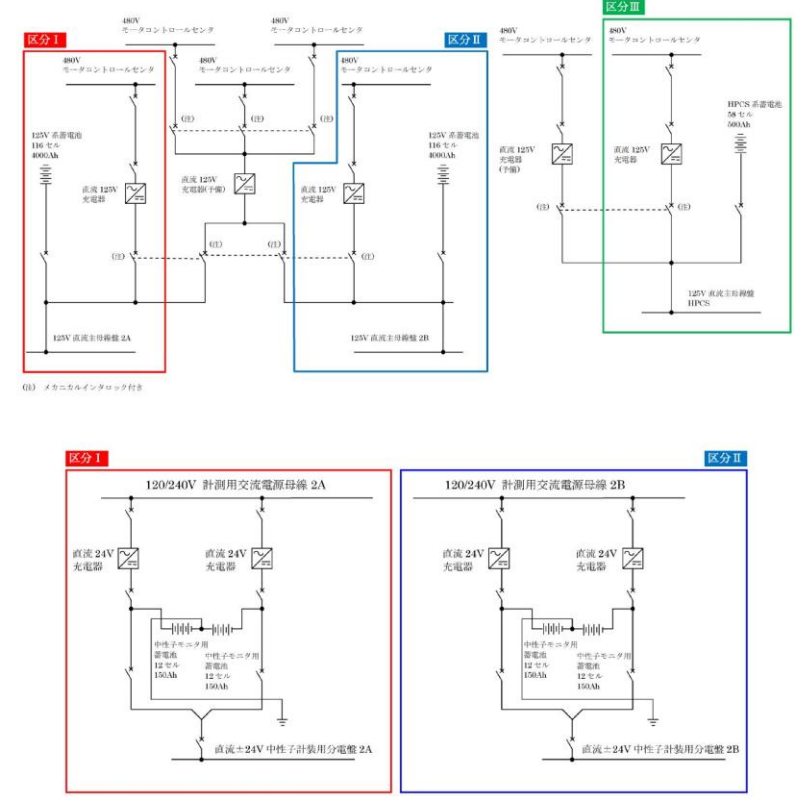 480V
モータコントロールセンタ
480V
モータコントロールセンタ
区分Ⅰ
区分Ⅱ
480V
モータコントロールセンタ
480V
モータコントロールセンタ
480V
モータコントロールセンタ
(注)
(注)
(注)
125V 系蓄電池
116 セル
4000Ah
125V 系蓄電池
116 セル
4000Ah
直流 125V
充電器
直流 125V
充電器(予備)
直流 125V
充電器
(注)
(注)
(注)
(注)
125V 直流主母線盤 2A
125V 直流主母線盤 2B
(注) メカニカルインタロック付き
区分Ⅲ
480V
モータコントロールセンタ
480V
モータコントロールセンタ
HPCS 系蓄電池
58 セル
500Ah
直流 125V
充電器
(予備)
直流 125V
充電器
(注)
(注)
125V 直流主母線盤
HPCS
区分Ⅰ
120/240V 計測用交流電源母線 2A
直流 24V
充電器
直流 24V
充電器
中性子モニタ用
蓄電池
12 セル
150Ah
中性子モニタ用
蓄電池
12 セル
150Ah
直流±24V 中性子計装用分電盤 2A
区分Ⅱ
120/240V 計測用交流電源母線 2B
直流 24V
充電器
直流 24V
充電器
中性子モニタ用
蓄電池
12 セル
150Ah
中性子モニタ用
蓄電池
12 セル
150Ah
直流±24V 中性子計装用分電盤 2B